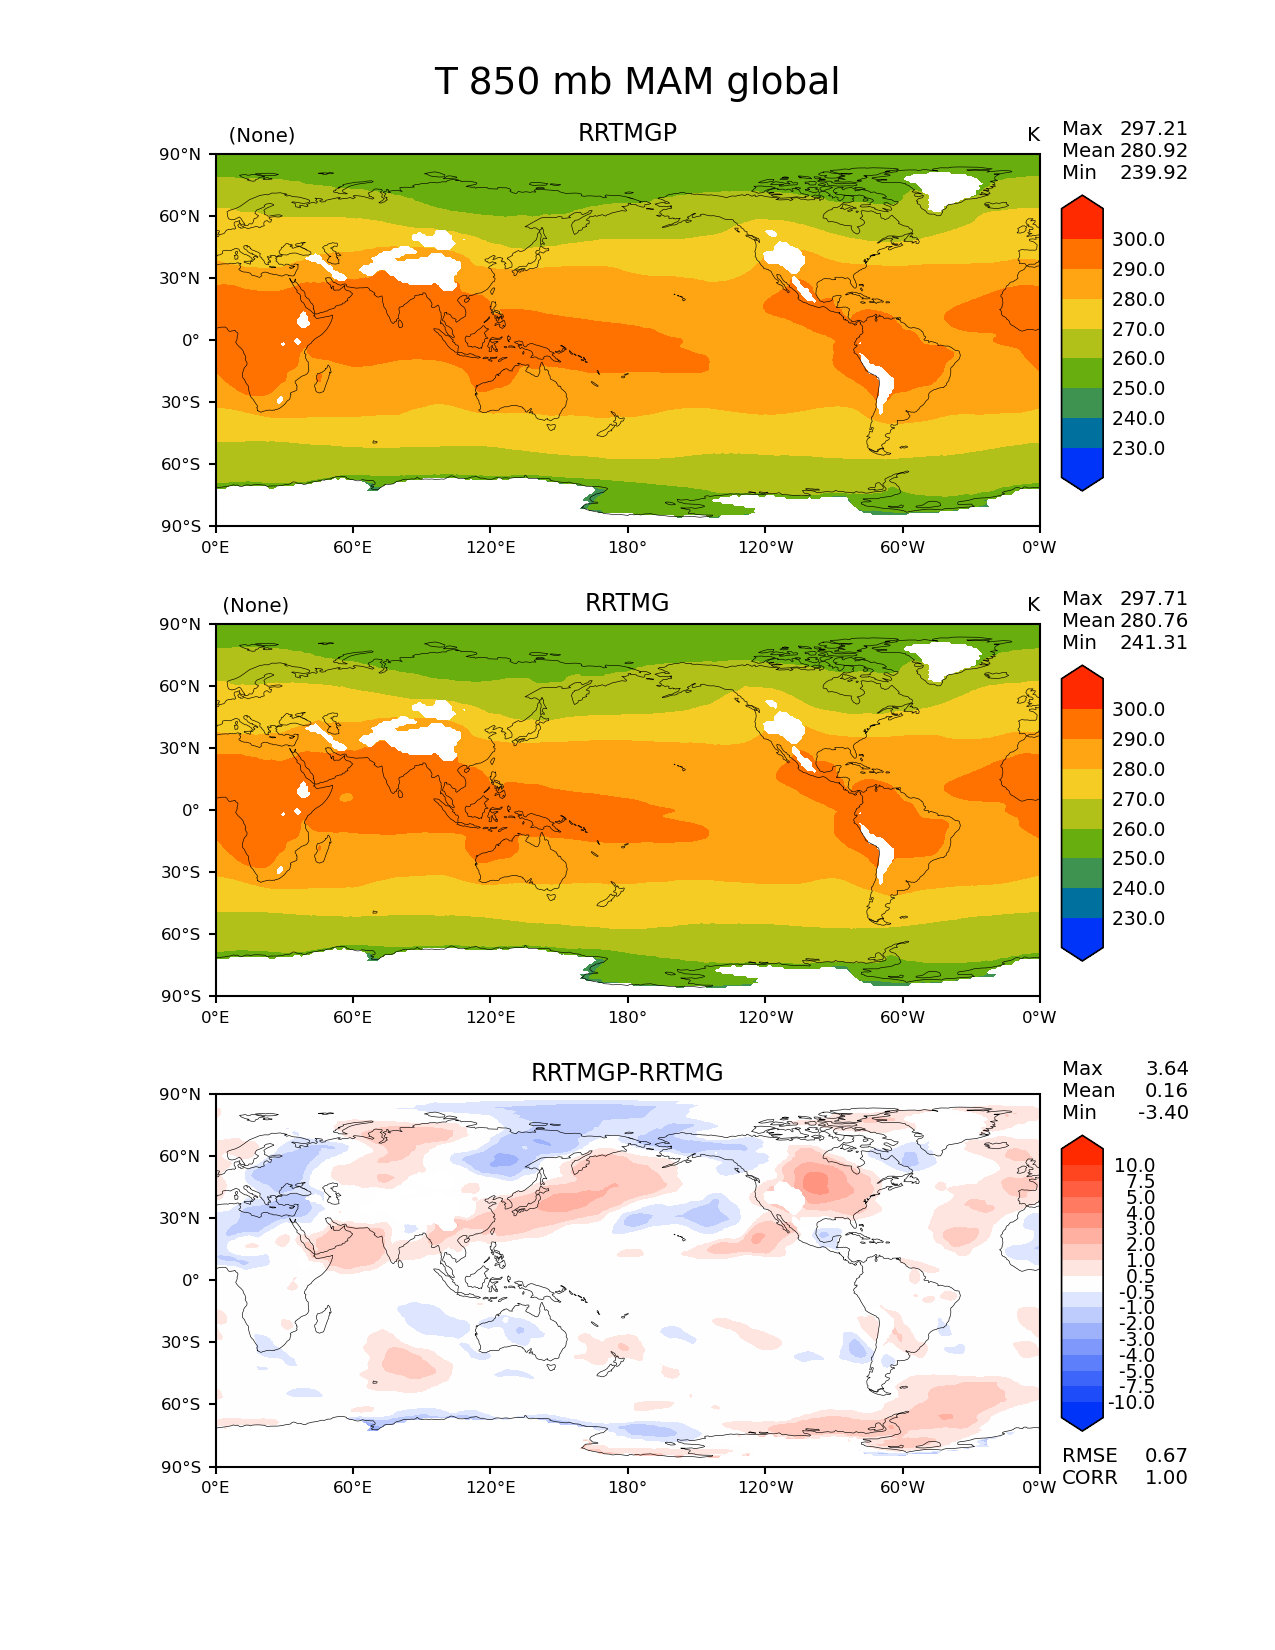 T 850 mb MAM global
(None) RRTMGP K
Max 297.21
Mean 280.92
Min 239.92
90°N
60°N
30°N
0°
30°S
60°S
90°S
0°E 60°E 120°E 180° 120°W 60°W 0°W
300.0
290.0
280.0
270.0
260.0
250.0
240.0
230.0
(None) RRTMG K
Max 297.71
Mean 280.76
Min 241.31
90°N
60°N
30°N
0°
30°S
60°S
90°S
0°E 60°E 120°E 180° 120°W 60°W 0°W
300.0
290.0
280.0
270.0
260.0
250.0
240.0
230.0
RRTMGP-RRTMG
Max 3.64
Mean 0.16
Min -3.40
90°N
60°N
30°N
0°
30°S
60°S
90°S
0°E 60°E 120°E 180° 120°W 60°W 0°W
10.0
7.5
5.0
4.0
3.0
2.0
1.0
0.5
-0.5
-1.0
-2.0
-3.0
-4.0
-5.0
-7.5
-10.0
RMSE 0.67
CORR 1.00